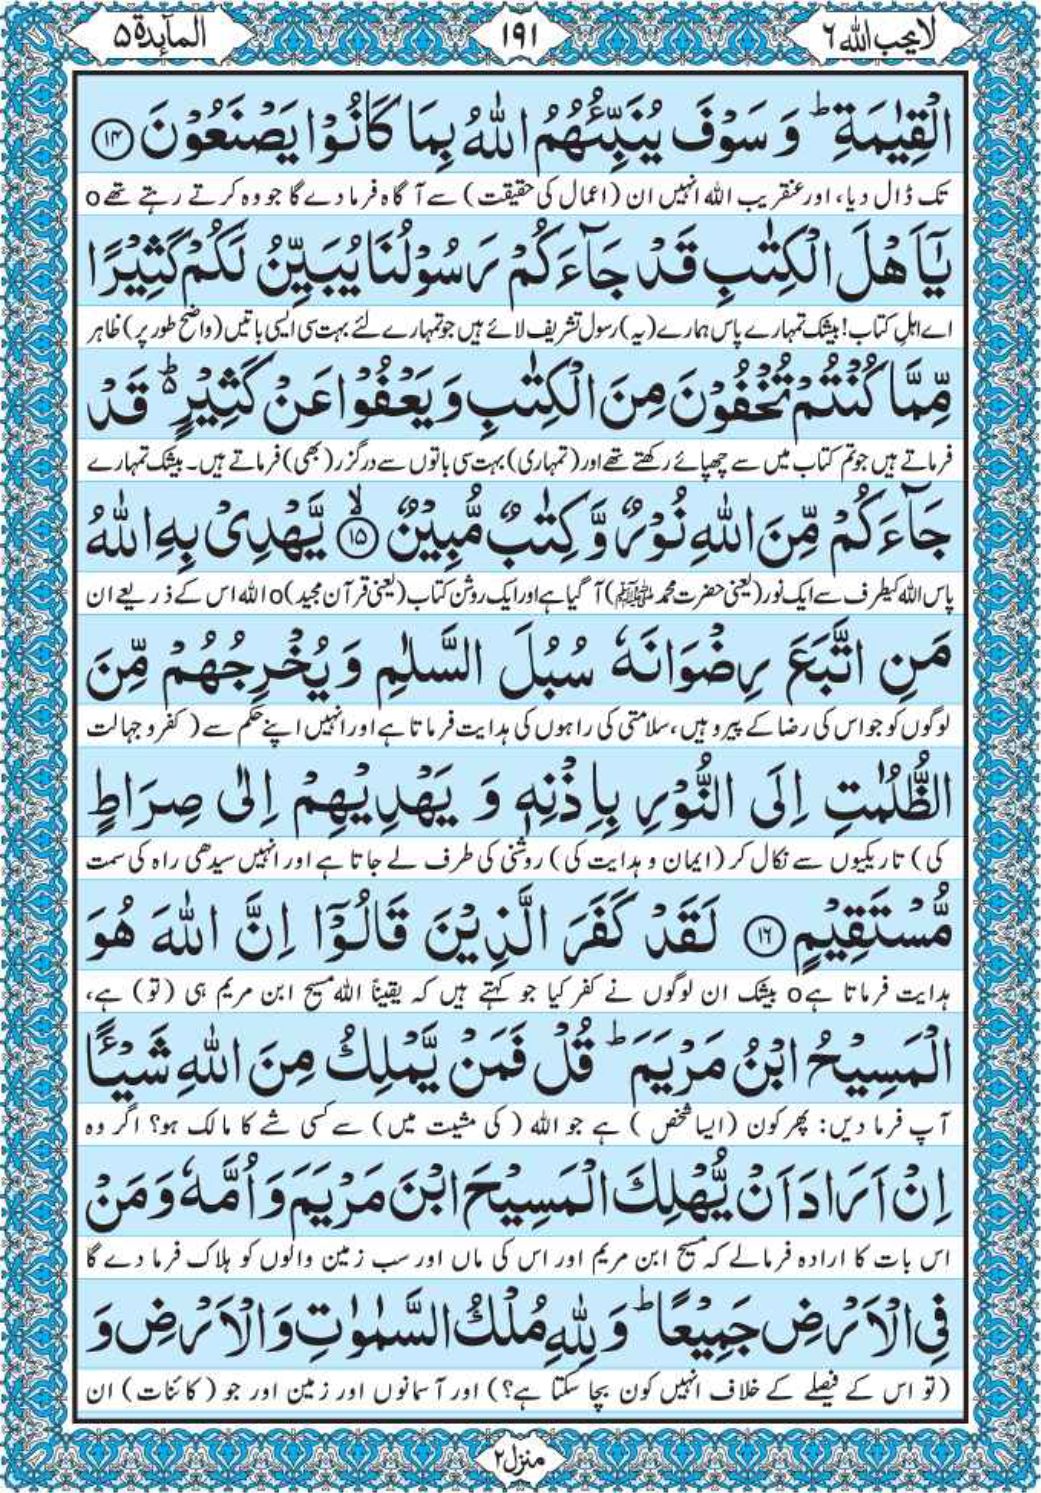 المآىدة ۵
۱۹۱
لا یحب الله ۶
الْقِیٰمَةِ ؕ وَ سَوْفَ یُنَبِّئُهُمُ اللّٰهُ بِمَا كَانُوْا یَصْنَعُوْنَ ۝۱۴
تک ڈال دیا، اور عنقریب اللہ انہیں ان (اعمال کی حقیقت) سے آگاہ فرما دے گا جو وہ کرتے رہتے تھے o
یٰۤاَهْلَ الْكِتٰبِ قَدْ جَآءَكُمْ رَسُوْلُنَا یُبَیِّنُ لَكُمْ كَثِیْرًا
اے اہلِ کتاب! بیشک تمہارے پاس ہمارے (یہ) رسول تشریف لائے ہیں جو تمہارے لئے بہت سی ایسی باتیں (واضح طور پر) ظاہر
مِّمَّا كُنْتُمْ تُخْفُوْنَ مِنَ الْكِتٰبِ وَ یَعْفُوْا عَنْ كَثِیْرٍ ؕ۬ قَدْ
فرماتے ہیں جو تم کتاب میں سے چھپائے رکھتے تھے اور (تمہاری) بہت سی باتوں سے درگزر (بھی) فرماتے ہیں۔ بیشک تمہارے
جَآءَكُمْ مِّنَ اللّٰهِ نُوْرٌ وَّ كِتٰبٌ مُّبِیْنٌ ۙ۝۱۵ یَّهْدِیْ بِهِ اللّٰهُ
پاس اللہ کیطرف سے ایک نور (یعنی حضرت محمد ﷺ) آ گیا ہے اور ایک روشن کتاب (یعنی قرآن مجید) o اللہ اس کے ذریعے ان
مَنِ اتَّبَعَ رِضْوَانَهٗ سُبُلَ السَّلٰمِ وَ یُخْرِجُهُمْ مِّنَ
لوگوں کو جو اس کی رضا کے پیرو ہیں، سلامتی کی راہوں کی ہدایت فرماتا ہے اور انہیں اپنے حکم سے (کفر و جہالت
الظُّلُمٰتِ اِلَى النُّوْرِ بِاِذْنِهٖ وَ یَهْدِیْهِمْ اِلٰى صِرَاطٍ
کی) تاریکیوں سے نکال کر (ایمان و ہدایت کی) روشنی کی طرف لے جاتا ہے اور انہیں سیدھی راہ کی سمت
مُّسْتَقِیْمٍ ۝۱۶ لَقَدْ كَفَرَ الَّذِیْنَ قَالُوْۤا اِنَّ اللّٰهَ هُوَ
ہدایت فرماتا ہے o بیشک ان لوگوں نے کفر کیا جو کہتے ہیں کہ یقیناً اللہ مسیح ابن مریم ہی (تو) ہے،
الْمَسِیْحُ ابْنُ مَرْیَمَ ؕ قُلْ فَمَنْ یَّمْلِكُ مِنَ اللّٰهِ شَیْـًٔا
آپ فرما دیں: پھر کون (ایسا شخص) ہے جو اللہ (کی مشیت میں) سے کسی شے کا مالک ہو؟ اگر وہ
اِنْ اَرَادَ اَنْ یُّهْلِكَ الْمَسِیْحَ ابْنَ مَرْیَمَ وَ اُمَّهٗ وَ مَنْ
اس بات کا ارادہ فرمالے کہ مسیح ابن مریم اور اس کی ماں اور سب زمین والوں کو ہلاک فرما دے گا
فِی الْاَرْضِ جَمِیْعًا ؕ وَ لِلّٰهِ مُلْكُ السَّمٰوٰتِ وَ الْاَرْضِ وَ
(تو اس کے فیصلے کے خلاف انہیں کون بچا سکتا ہے؟) اور آسمانوں اور زمین اور جو (کائنات) ان
منزل ۲